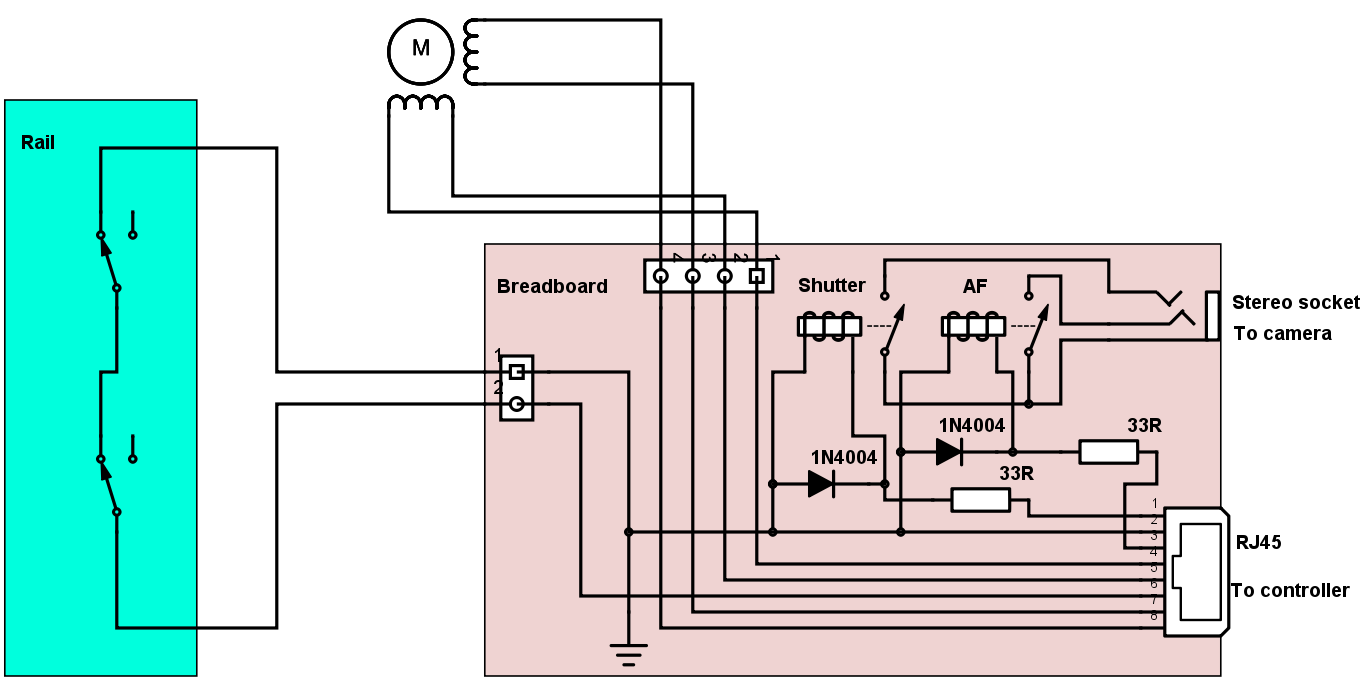 M
Rail
4 3 2 1
Breadboard
Shutter
AF
Stereo socket
To camera
1
2
1N4004
33R
1N4004
33R
1
2
3
4
5
6
7
8
RJ45
To controller